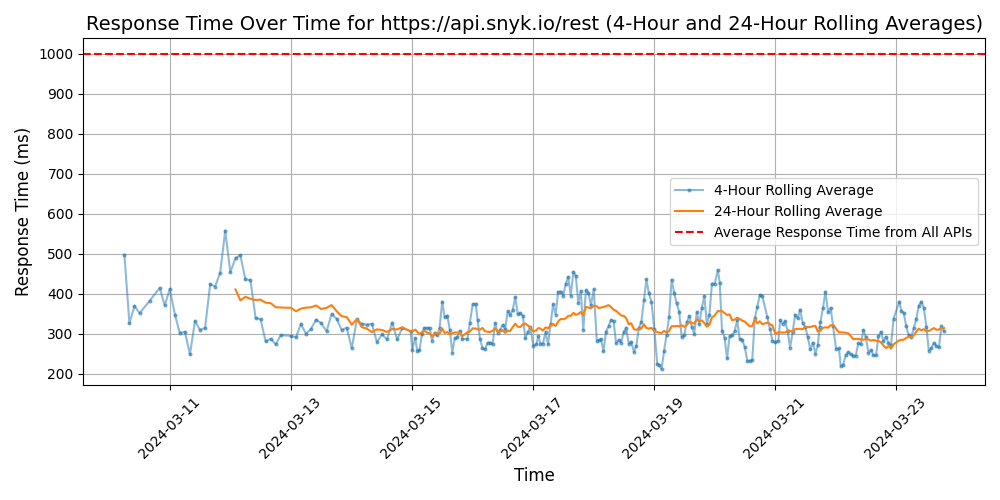 Response Time Over Time for https://api.snyk.io/rest (4-Hour and 24-Hour Rolling Averages)
Response Time (ms)
1000
900
800
700
600
500
400
300
200
4-Hour Rolling Average
24-Hour Rolling Average
Average Response Time from All APIs
2024-03-11
2024-03-13
2024-03-15
2024-03-17
2024-03-19
2024-03-21
2024-03-23
Time